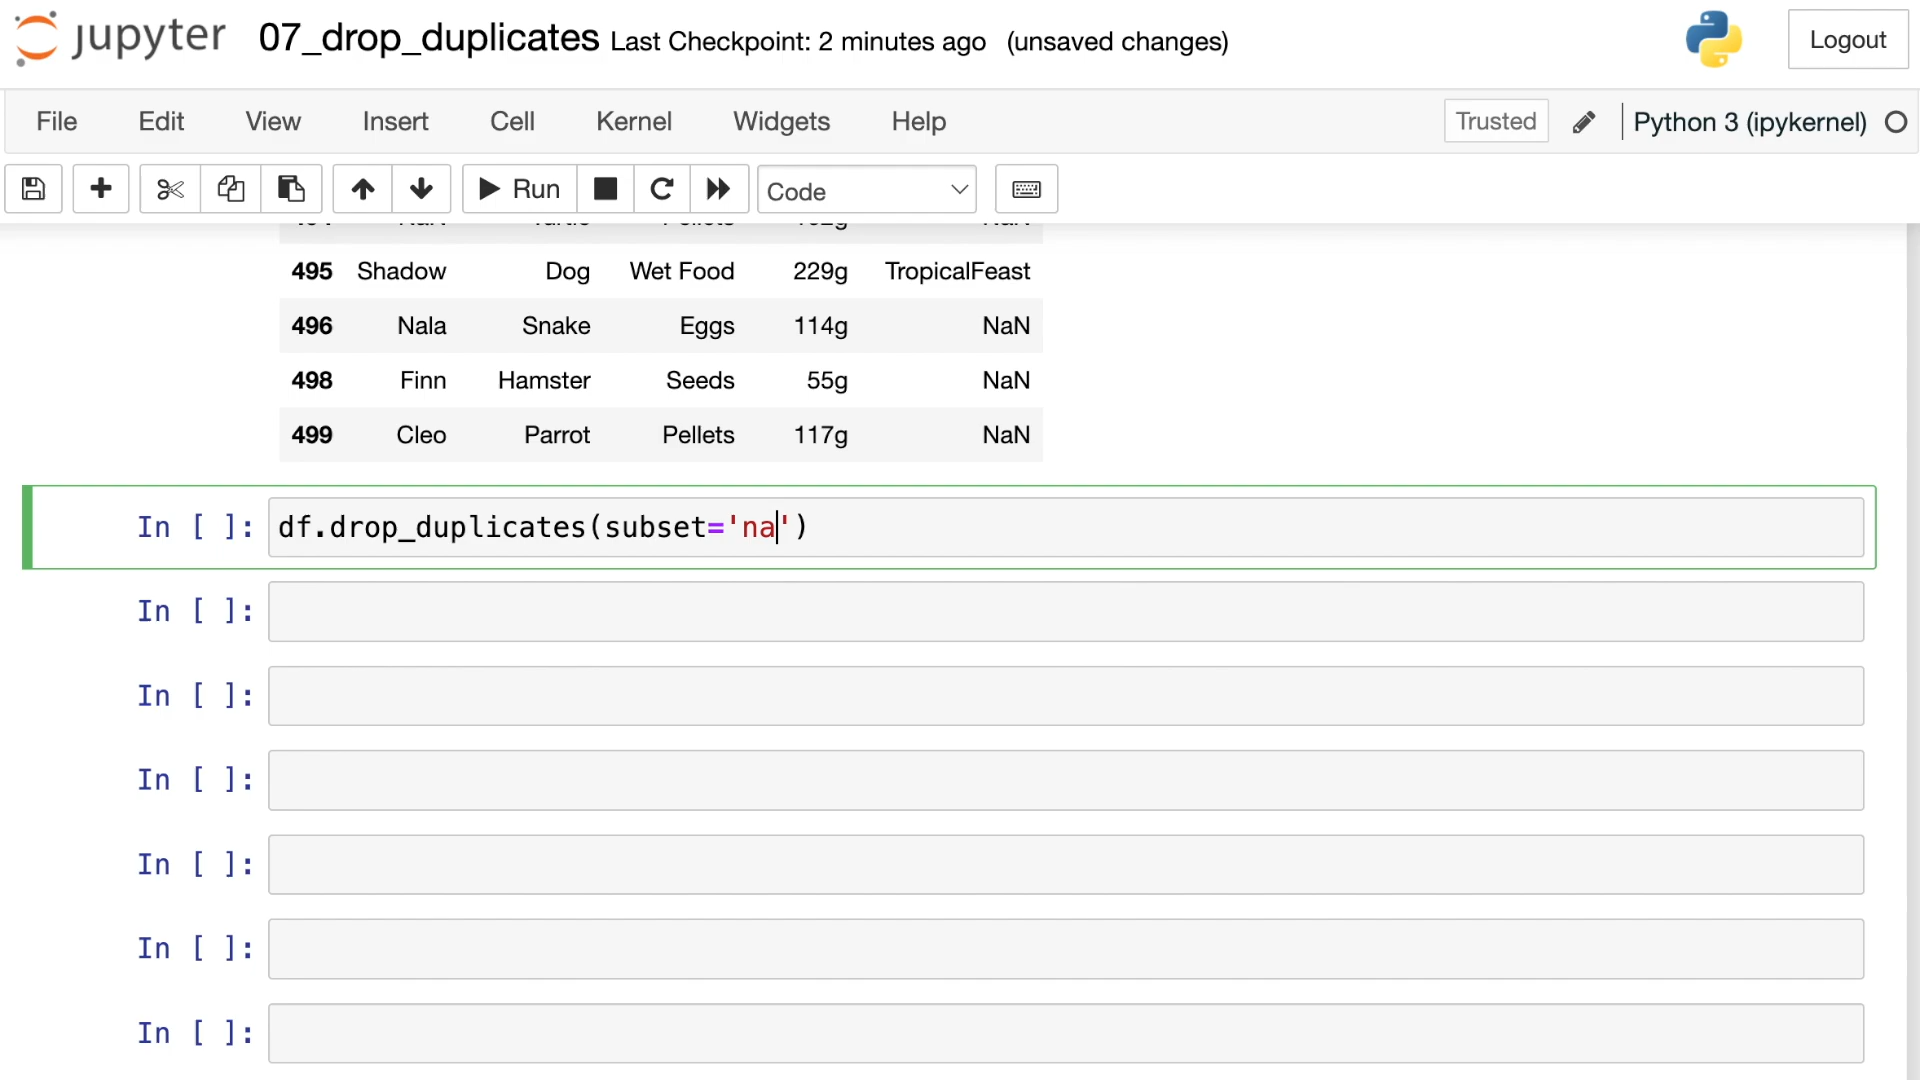 jupyter 07_drop_duplicates Last Checkpoint: 2 minutes ago (unsaved changes) Logout
File Edit View Insert Cell Kernel Widgets Help Trusted Python 3 (ipykernel)
Run Code
495 Shadow Dog Wet Food 229g TropicalFeast
496 Nala Snake Eggs 114g NaN
498 Finn Hamster Seeds 55g NaN
499 Cleo Parrot Pellets 117g NaN
In [ ]: df.drop_duplicates(subset='na')
In [ ]:
In [ ]:
In [ ]:
In [ ]:
In [ ]:
In [ ]: